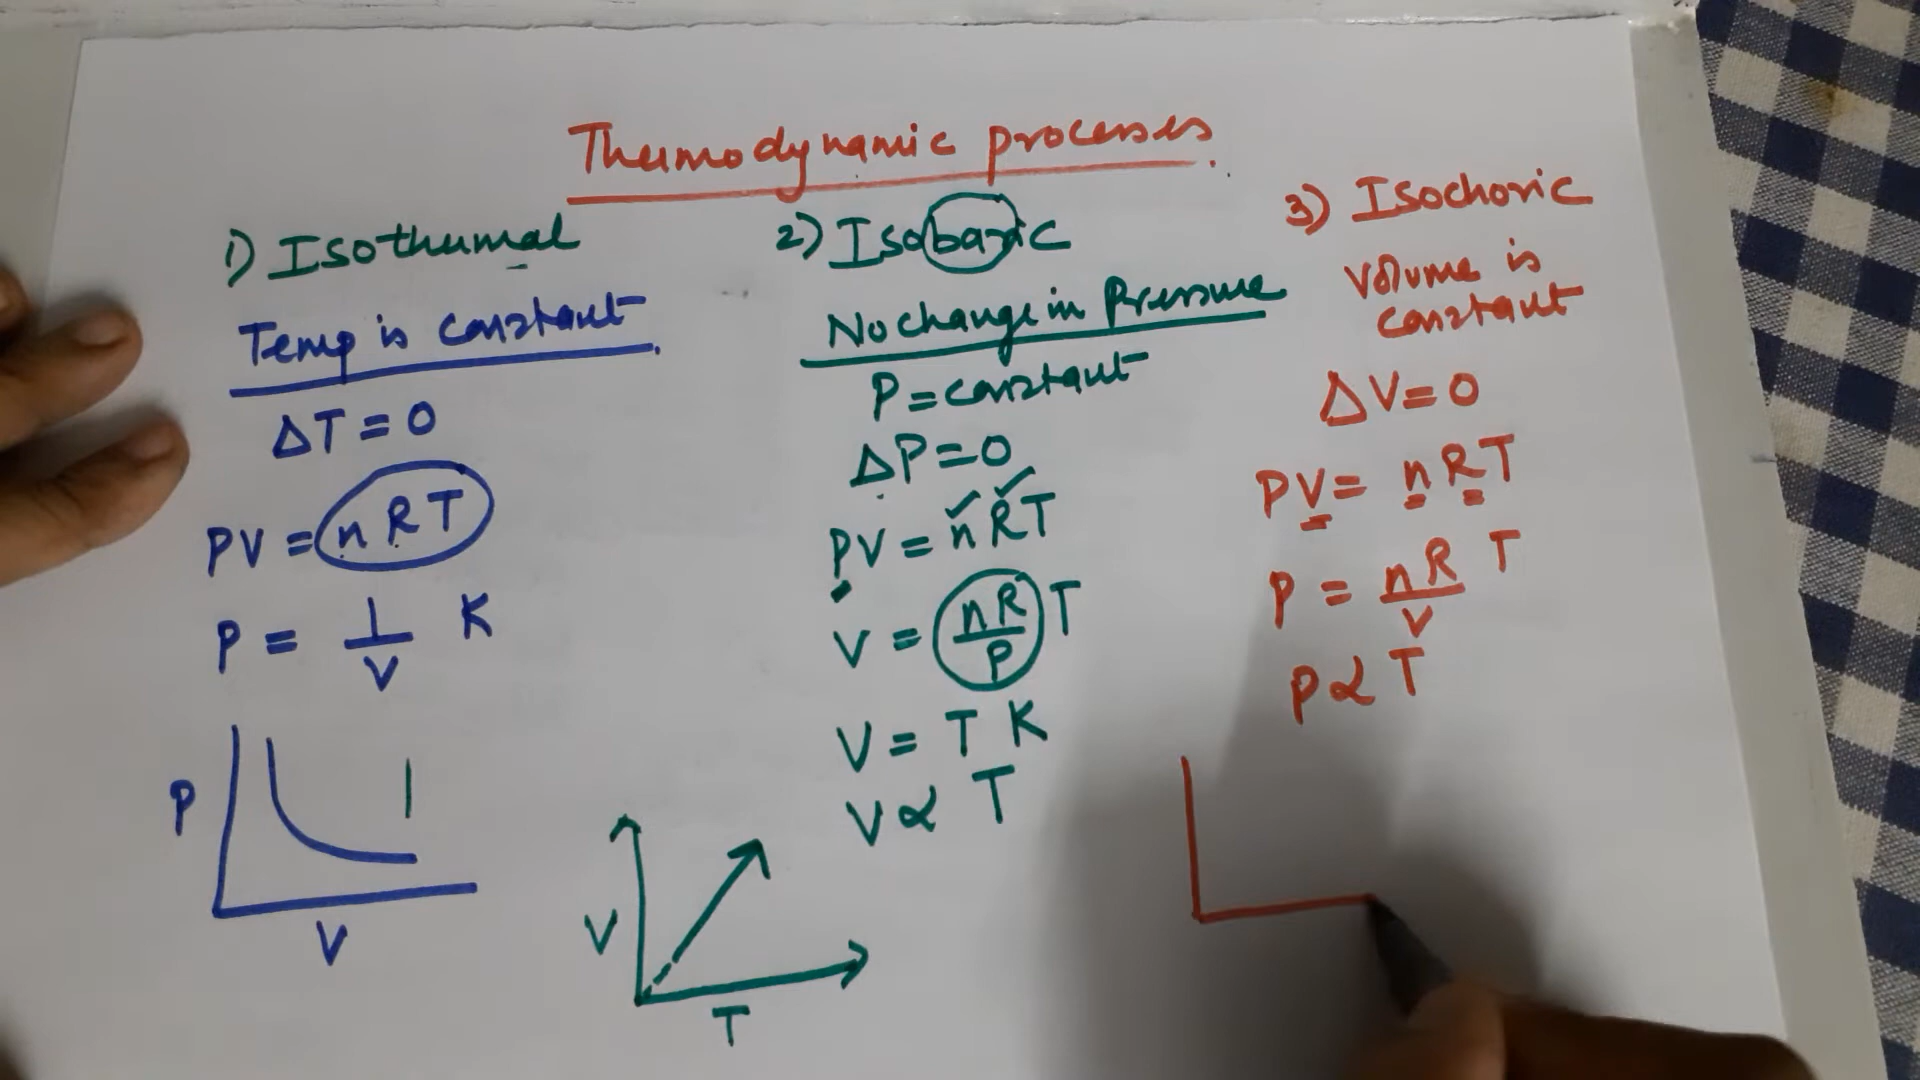 Thermodynamic processes.
1) Isothermal
Temp is constant.
ΔT = 0
PV = nRT
P = 1/V K
P
V
2) Isobaric
No change in Pressure
P = constant
ΔP = 0
PV = nRT
V = nR/P T
V = T K
V ∝ T
V
T
3) Isochoric
Volume is
constant
ΔV = 0
PV = nRT
P = nR/V T
P ∝ T